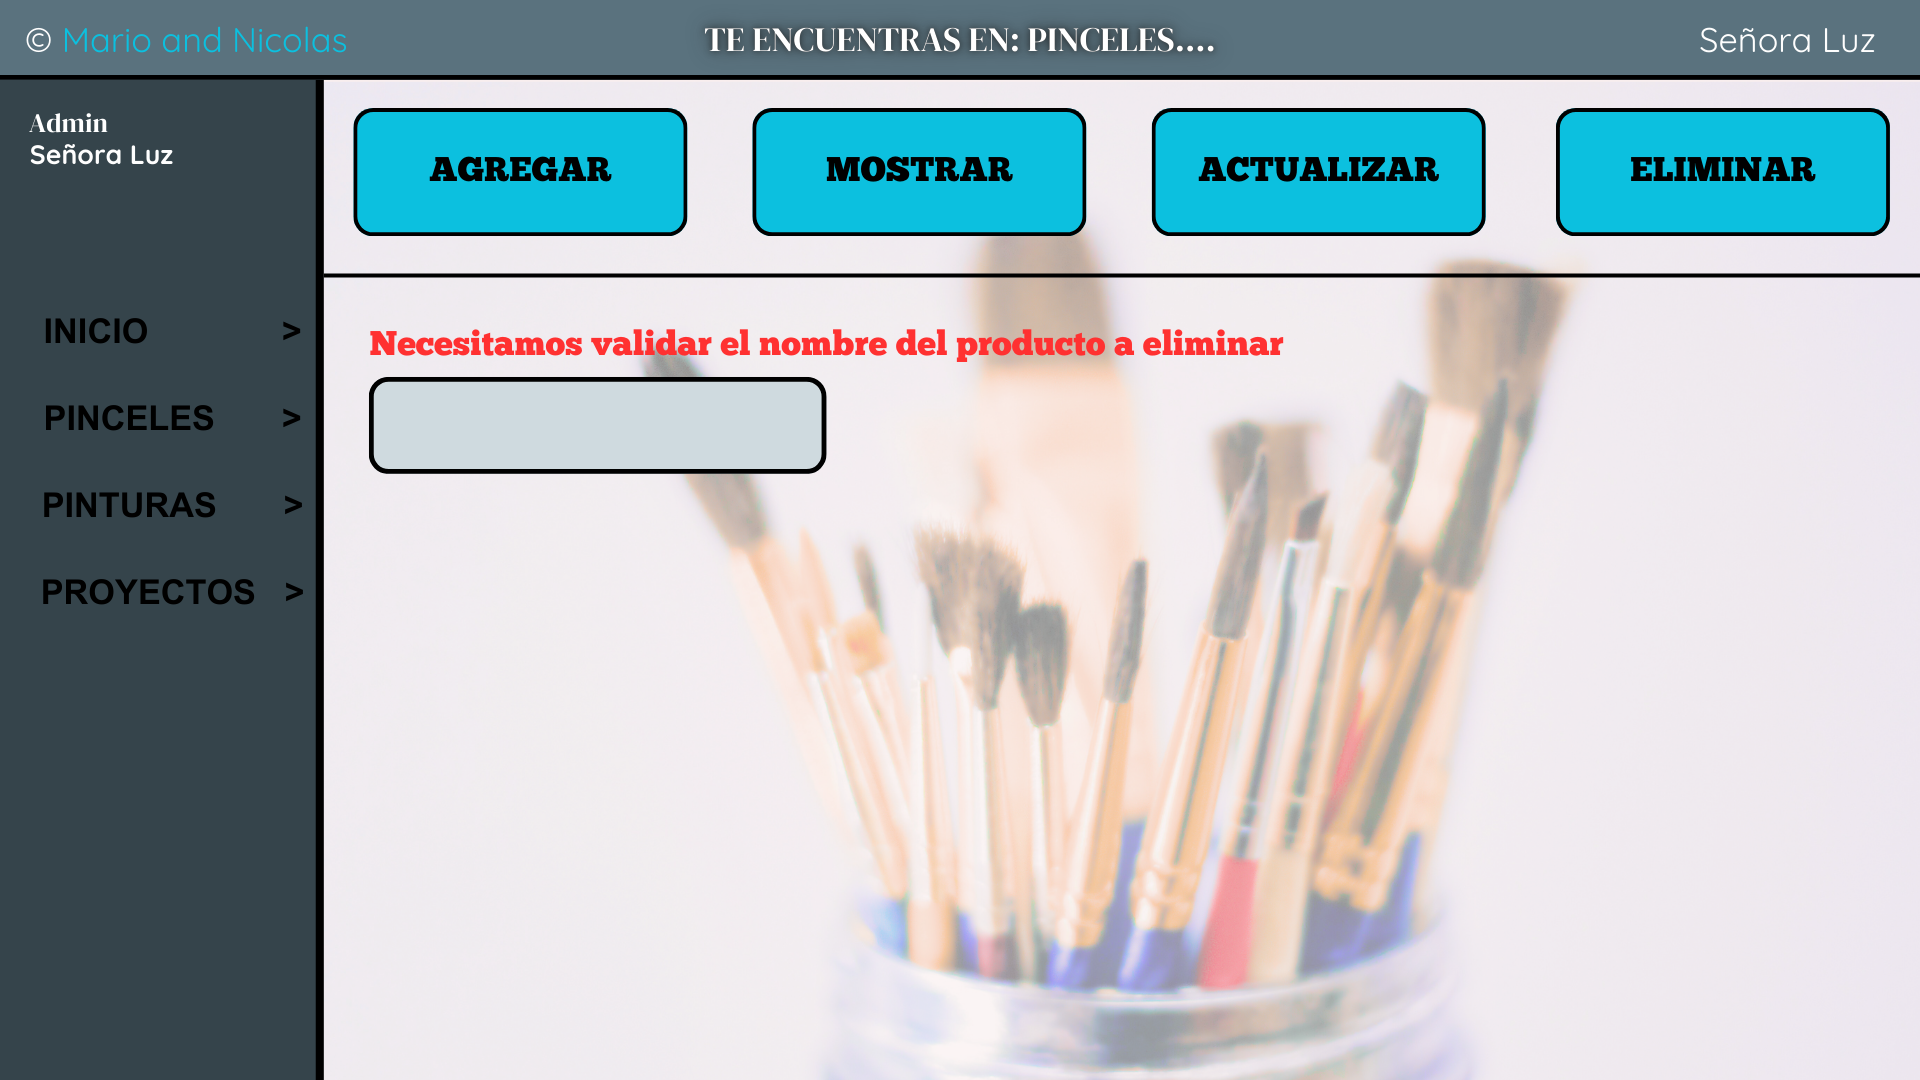 © Mario and Nicolas
TE ENCUENTRAS EN: PINCELES....
Señora Luz
Admin
Señora Luz
AGREGAR
MOSTRAR
ACTUALIZAR
ELIMINAR
INICIO >
PINCELES >
PINTURAS >
PROYECTOS >
Necesitamos validar el nombre del producto a eliminar